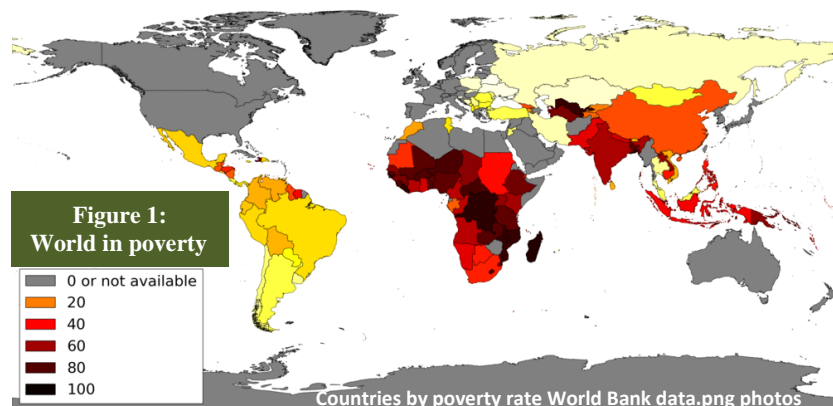 Figure 1:
World in poverty
0 or not available
20
40
60
80
100
Countries by poverty rate World Bank data.png photos